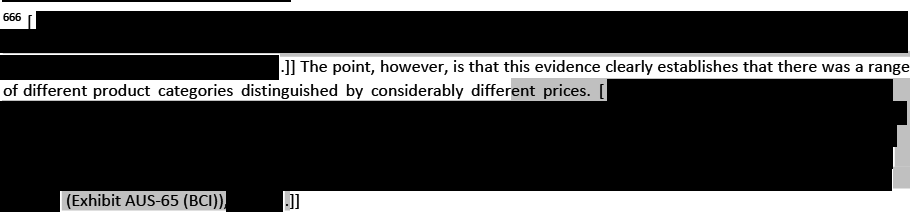 666 [
.]] The point, however, is that this evidence clearly establishes that there was a range
of different product categories distinguished by considerably different prices. [
(Exhibit AUS-65 (BCI)), .]]